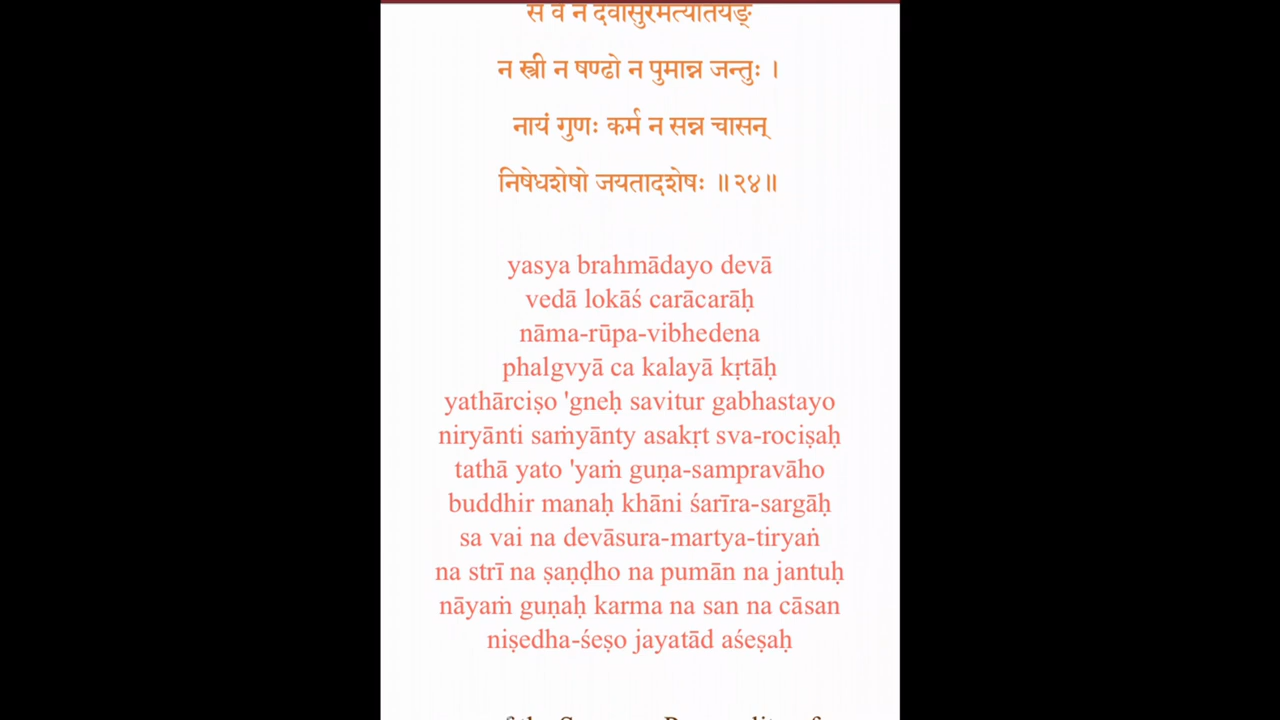 न स्त्री न षण्ढो न पुमान्न जन्तुः ।
नायं गुणः कर्म न सन्न चासन्
निषेधशेषो जयतादशेषः ॥ २४॥
yasya brahmādayo devā
vedā lokāś carācarāḥ
nāma-rūpa-vibhedena
phalgvyā ca kalayā kṛtāḥ
yathārciṣo 'gneḥ savitur gabhastayo
niryānti saṁyānty asakṛt sva-rociṣaḥ
tathā yato 'yaṁ guṇa-sampravāho
buddhir manaḥ khāni śarīra-sargāḥ
sa vai na devāsura-martya-tiryaṅ
na strī na ṣaṇḍho na pumān na jantuḥ
nāyaṁ guṇaḥ karma na san na cāsan
niṣedha-śeṣo jayatād aśeṣaḥ